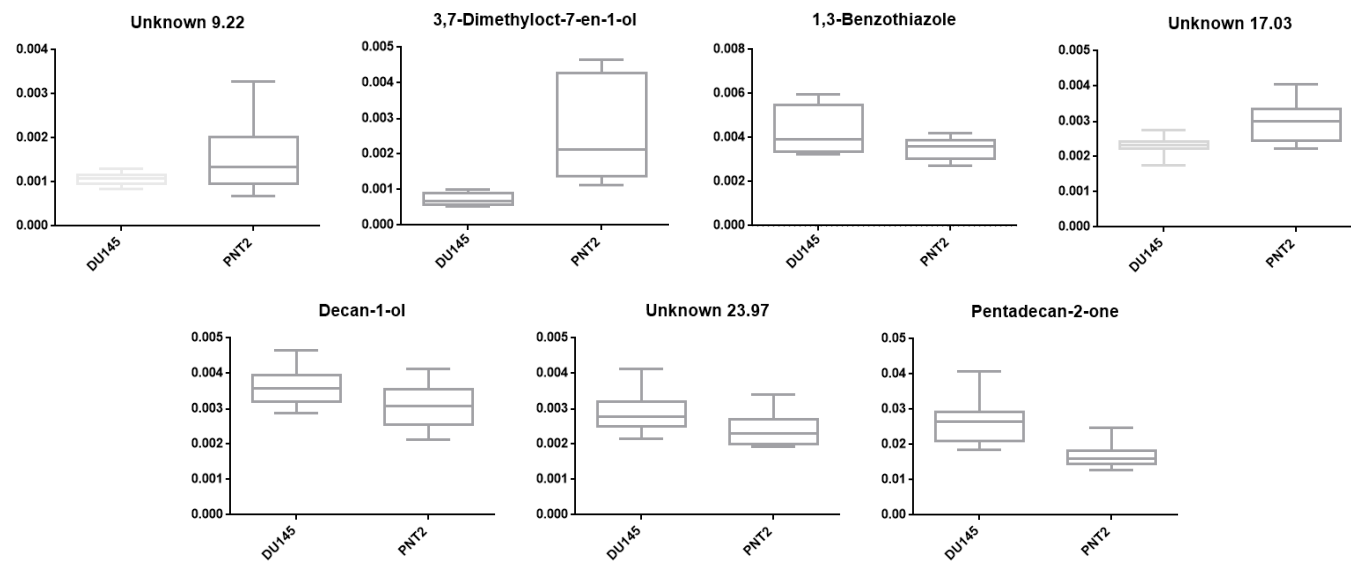 Unknown 9.22
0.004
0.003
0.002
0.001
0.000
DU145
PNT2
3,7-Dimethyloct-7-en-1-ol
0.005
0.004
0.003
0.002
0.001
0.000
DU145
PNT2
1,3-Benzothiazole
0.008
0.006
0.004
0.002
0.000
DU145
PNT2
Unknown 17.03
0.005
0.004
0.003
0.002
0.001
0.000
DU145
PNT2
Decan-1-ol
0.005
0.004
0.003
0.002
0.001
0.000
DU145
PNT2
Unknown 23.97
0.005
0.004
0.003
0.002
0.001
0.000
DU145
PNT2
Pentadecan-2-one
0.05
0.04
0.03
0.02
0.01
0.00
DU145
PNT2